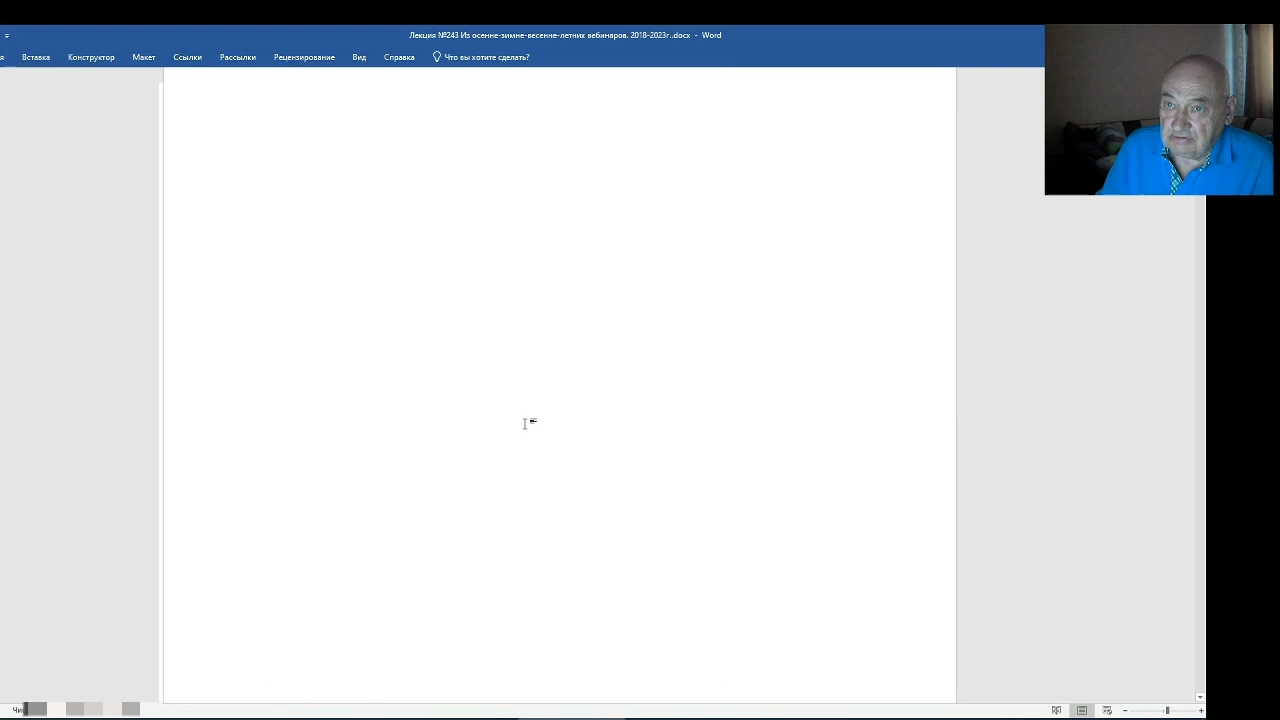 Лекция №243 Из осенне-зимне-весенне-летних вебинаров. 2018-2023г..docx - Word
я Вставка Конструктор Макет Ссылки Рассылки Рецензирование Вид Справка Что вы хотите сделать?